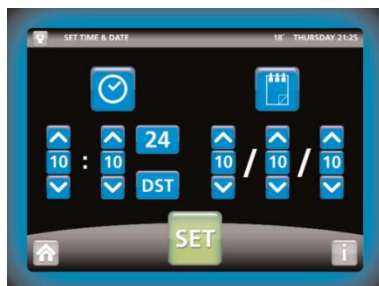 SET TIME & DATE 18° THURSDAY 21:25
24
10 : 10 10 / 10 / 10
DST
SET
i